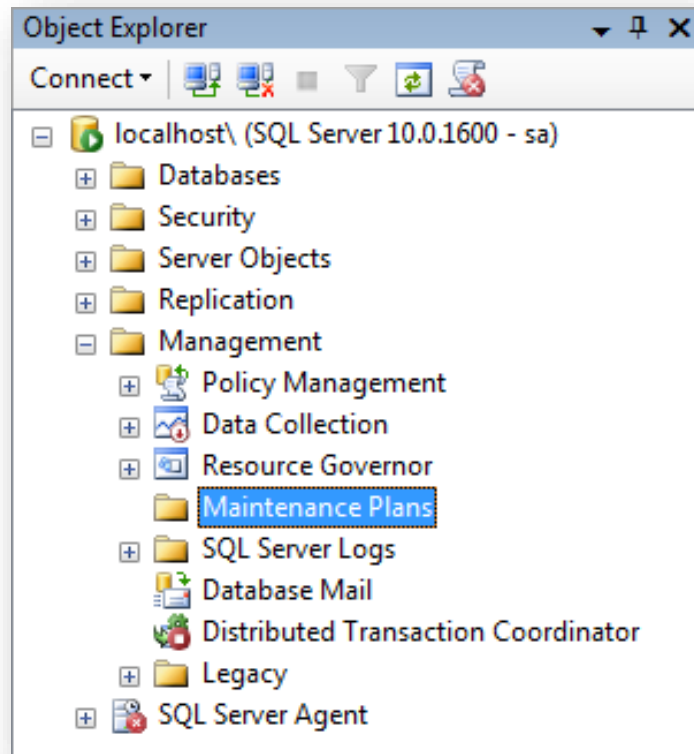 Object Explorer
Connect
localhost\ (SQL Server 10.0.1600 - sa)
Databases
Security
Server Objects
Replication
Management
Policy Management
Data Collection
Resource Governor
Maintenance Plans
SQL Server Logs
Database Mail
Distributed Transaction Coordinator
Legacy
SQL Server Agent